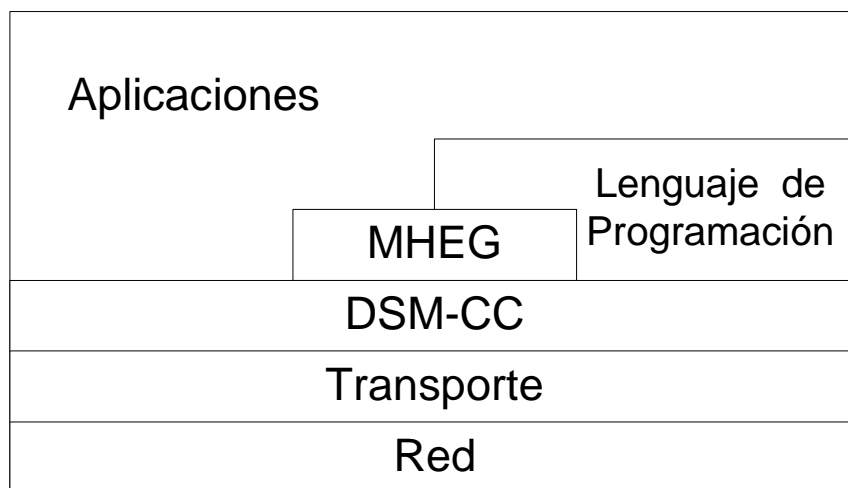 Aplicaciones
Lenguaje de
Programación
MHEG
DSM-CC
Transporte
Red